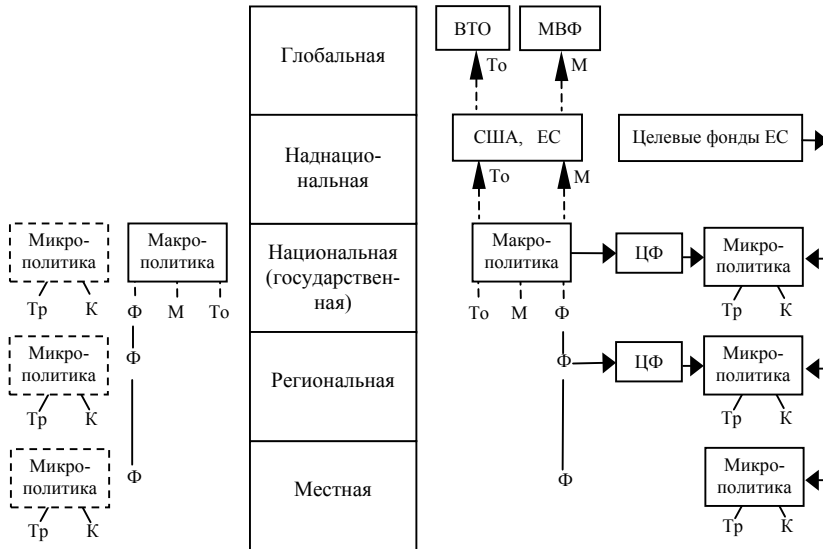 ВТО
МВФ
Глобальная
То
М
США, ЕС
Целевые фонды ЕС
Наднацио-
нальная
То
М
Микро-
политика
Макро-
политика
Национальная
(государствен-
ная)
Макро-
политика
ЦФ
Микро-
политика
Тр
К
Ф
М
То
То
М
Ф
Тр
К
Микро-
политика
Ф
Региональная
Ф
ЦФ
Микро-
политика
Тр
К
Тр
К
Микро-
политика
Ф
Местная
Ф
Микро-
политика
Тр
К
Тр
К